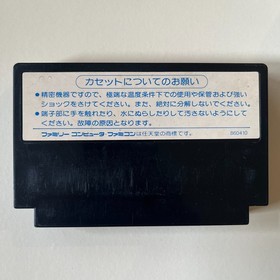 カセットについてのお願い
●精密機器ですので、極端な温度条件下での使用や保管および強い
ショックをさけてください。また、絶対に分解しないでください。
●端子部に手を触れたり、水にぬらしたりして汚さないようにして
ください。故障の原因となります。
ファミリーコンピュータ・ファミコンは任天堂の商標です。